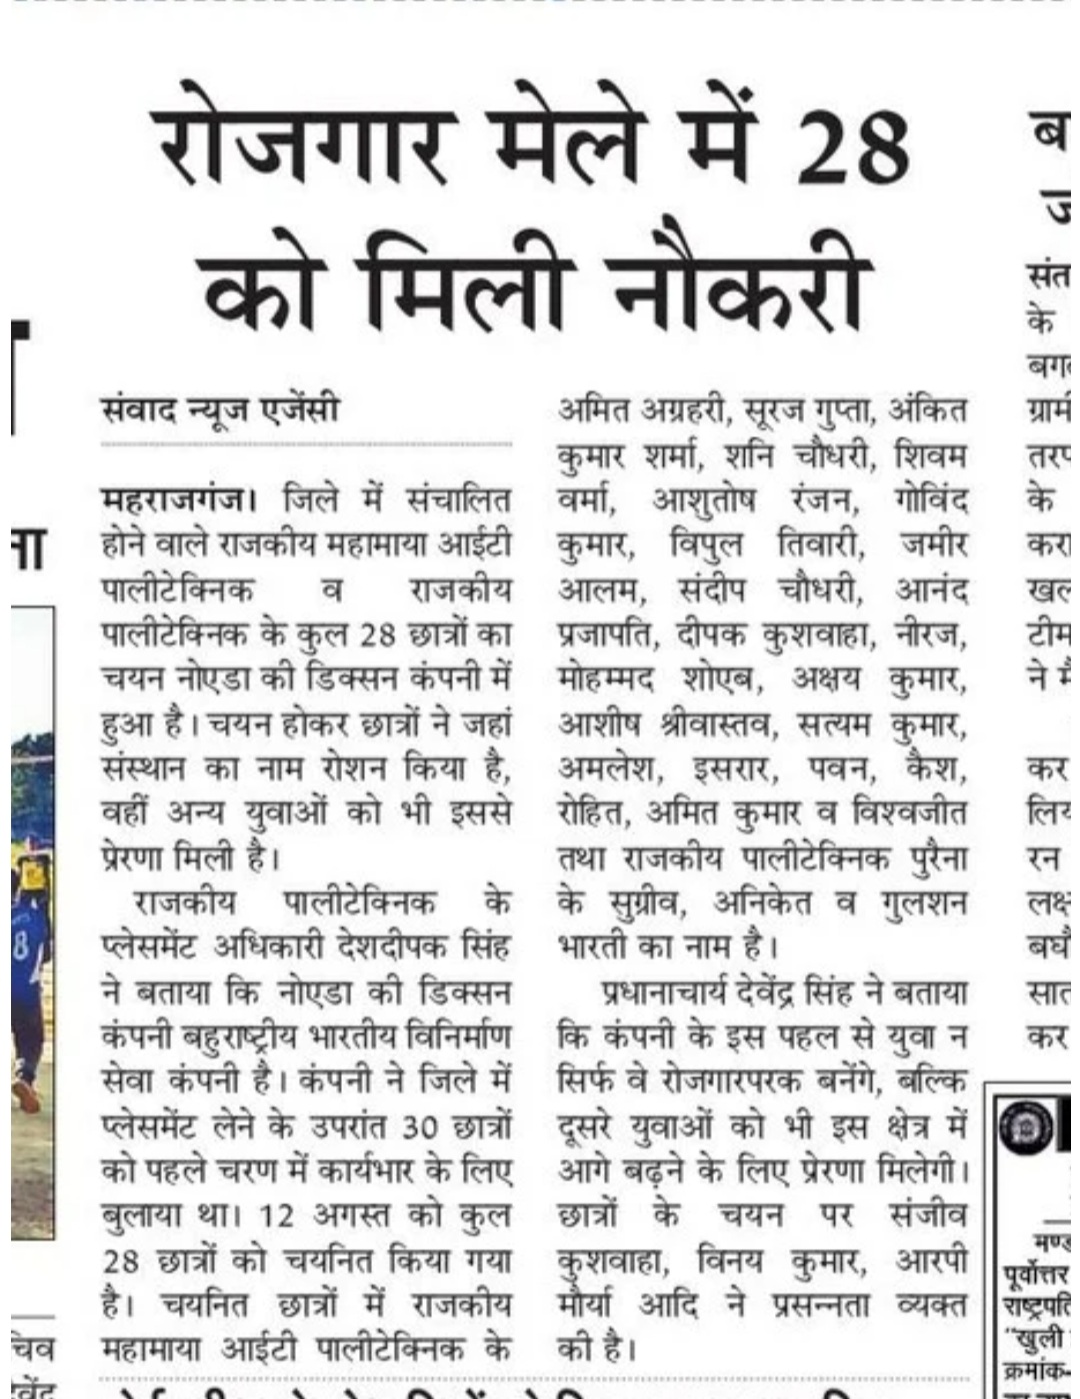 रोजगार मेले में 28
को मिली नौकरी
संवाद न्यूज एजेंसी
महराजगंज। जिले में संचालित
होने वाले राजकीय महामाया आईटी
पालीटेक्निक व राजकीय
पालीटेक्निक के कुल 28 छात्रों का
चयन नोएडा की डिक्सन कंपनी में
हुआ है। चयन होकर छात्रों ने जहां
संस्थान का नाम रोशन किया है,
वहीं अन्य युवाओं को भी इससे
प्रेरणा मिली है।
राजकीय पालीटेक्निक के
प्लेसमेंट अधिकारी देशदीपक सिंह
ने बताया कि नोएडा की डिक्सन
कंपनी बहुराष्ट्रीय भारतीय विनिर्माण
सेवा कंपनी है। कंपनी ने जिले में
प्लेसमेंट लेने के उपरांत 30 छात्रों
को पहले चरण में कार्यभार के लिए
बुलाया था। 12 अगस्त को कुल
28 छात्रों को चयनित किया गया
है। चयनित छात्रों में राजकीय
महामाया आईटी पालीटेक्निक के
अमित अग्रहरी, सूरज गुप्ता, अंकित
कुमार शर्मा, शनि चौधरी, शिवम
वर्मा, आशुतोष रंजन, गोविंद
कुमार, विपुल तिवारी, जमीर
आलम, संदीप चौधरी, आनंद
प्रजापति, दीपक कुशवाहा, नीरज,
मोहम्मद शोएब, अक्षय कुमार,
आशीष श्रीवास्तव, सत्यम कुमार,
अमलेश, इसरार, पवन, कैश,
रोहित, अमित कुमार व विश्वजीत
तथा राजकीय पालीटेक्निक पुरैना
के सुग्रीव, अनिकेत व गुलशन
भारती का नाम है।
प्रधानाचार्य देवेंद्र सिंह ने बताया
कि कंपनी के इस पहल से युवा न
सिर्फ वे रोजगारपरक बनेंगे, बल्कि
दूसरे युवाओं को भी इस क्षेत्र में
आगे बढ़ने के लिए प्रेरणा मिलेगी।
छात्रों के चयन पर संजीव
कुशवाहा, विनय कुमार, आरपी
मौर्या आदि ने प्रसन्नता व्यक्त
की है।
के
के
टीम
ने
कर
रन
कर
पूर्वोत्तर
"खुली
8